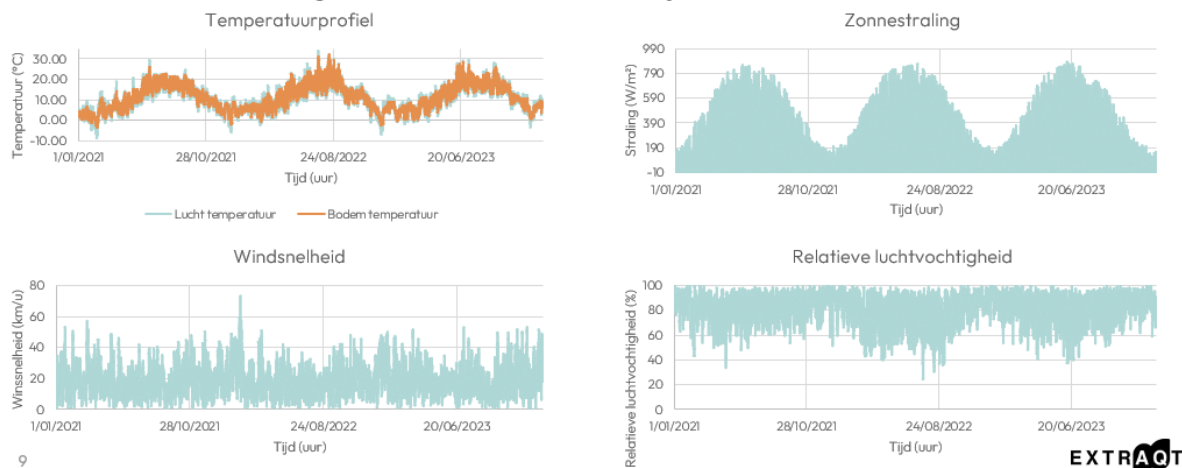 Temperatuurprofiel
Temperatuur (°C)
30.00
20.00
10.00
0.00
-10.00
1/01/2021 28/10/2021 24/08/2022 20/06/2023
Tijd (uur)
Lucht temperatuur Bodem temperatuur
Zonnestraling
Straling (W/m²)
990
790
590
390
190
-10
1/01/2021 28/10/2021 24/08/2022 20/06/2023
Tijd (uur)
Windsnelheid
Winssnelheid (km/u)
80
60
40
20
0
1/01/2021 28/10/2021 24/08/2022 20/06/2023
Tijd (uur)
Relatieve luchtvochtigheid
Relatieve luchtvochtigheid (%)
100
80
60
40
20
0
1/01/2021 28/10/2021 24/08/2022 20/06/2023
Tijd (uur)
9
EXTRAQT